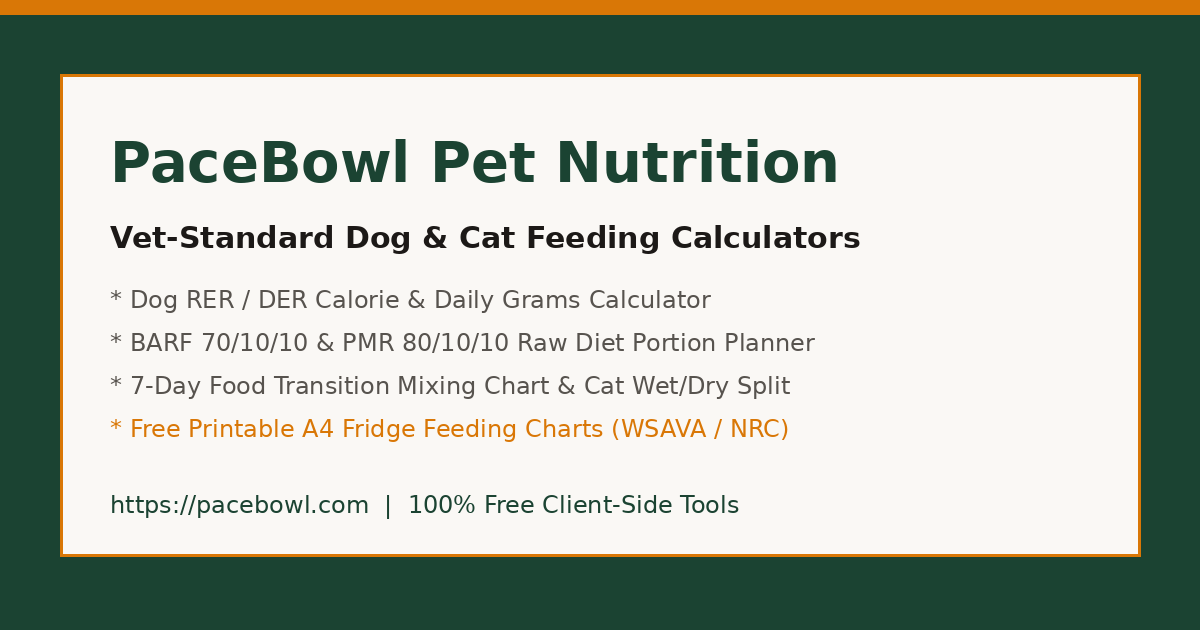 PaceBowl Pet Nutrition
Vet-Standard Dog & Cat Feeding Calculators
* Dog RER / DER Calorie & Daily Grams Calculator
* BARF 70/10/10 & PMR 80/10/10 Raw Diet Portion Planner
* 7-Day Food Transition Mixing Chart & Cat Wet/Dry Split
* Free Printable A4 Fridge Feeding Charts (WSAVA / NRC)
https://pacebowl.com | 100% Free Client-Side Tools